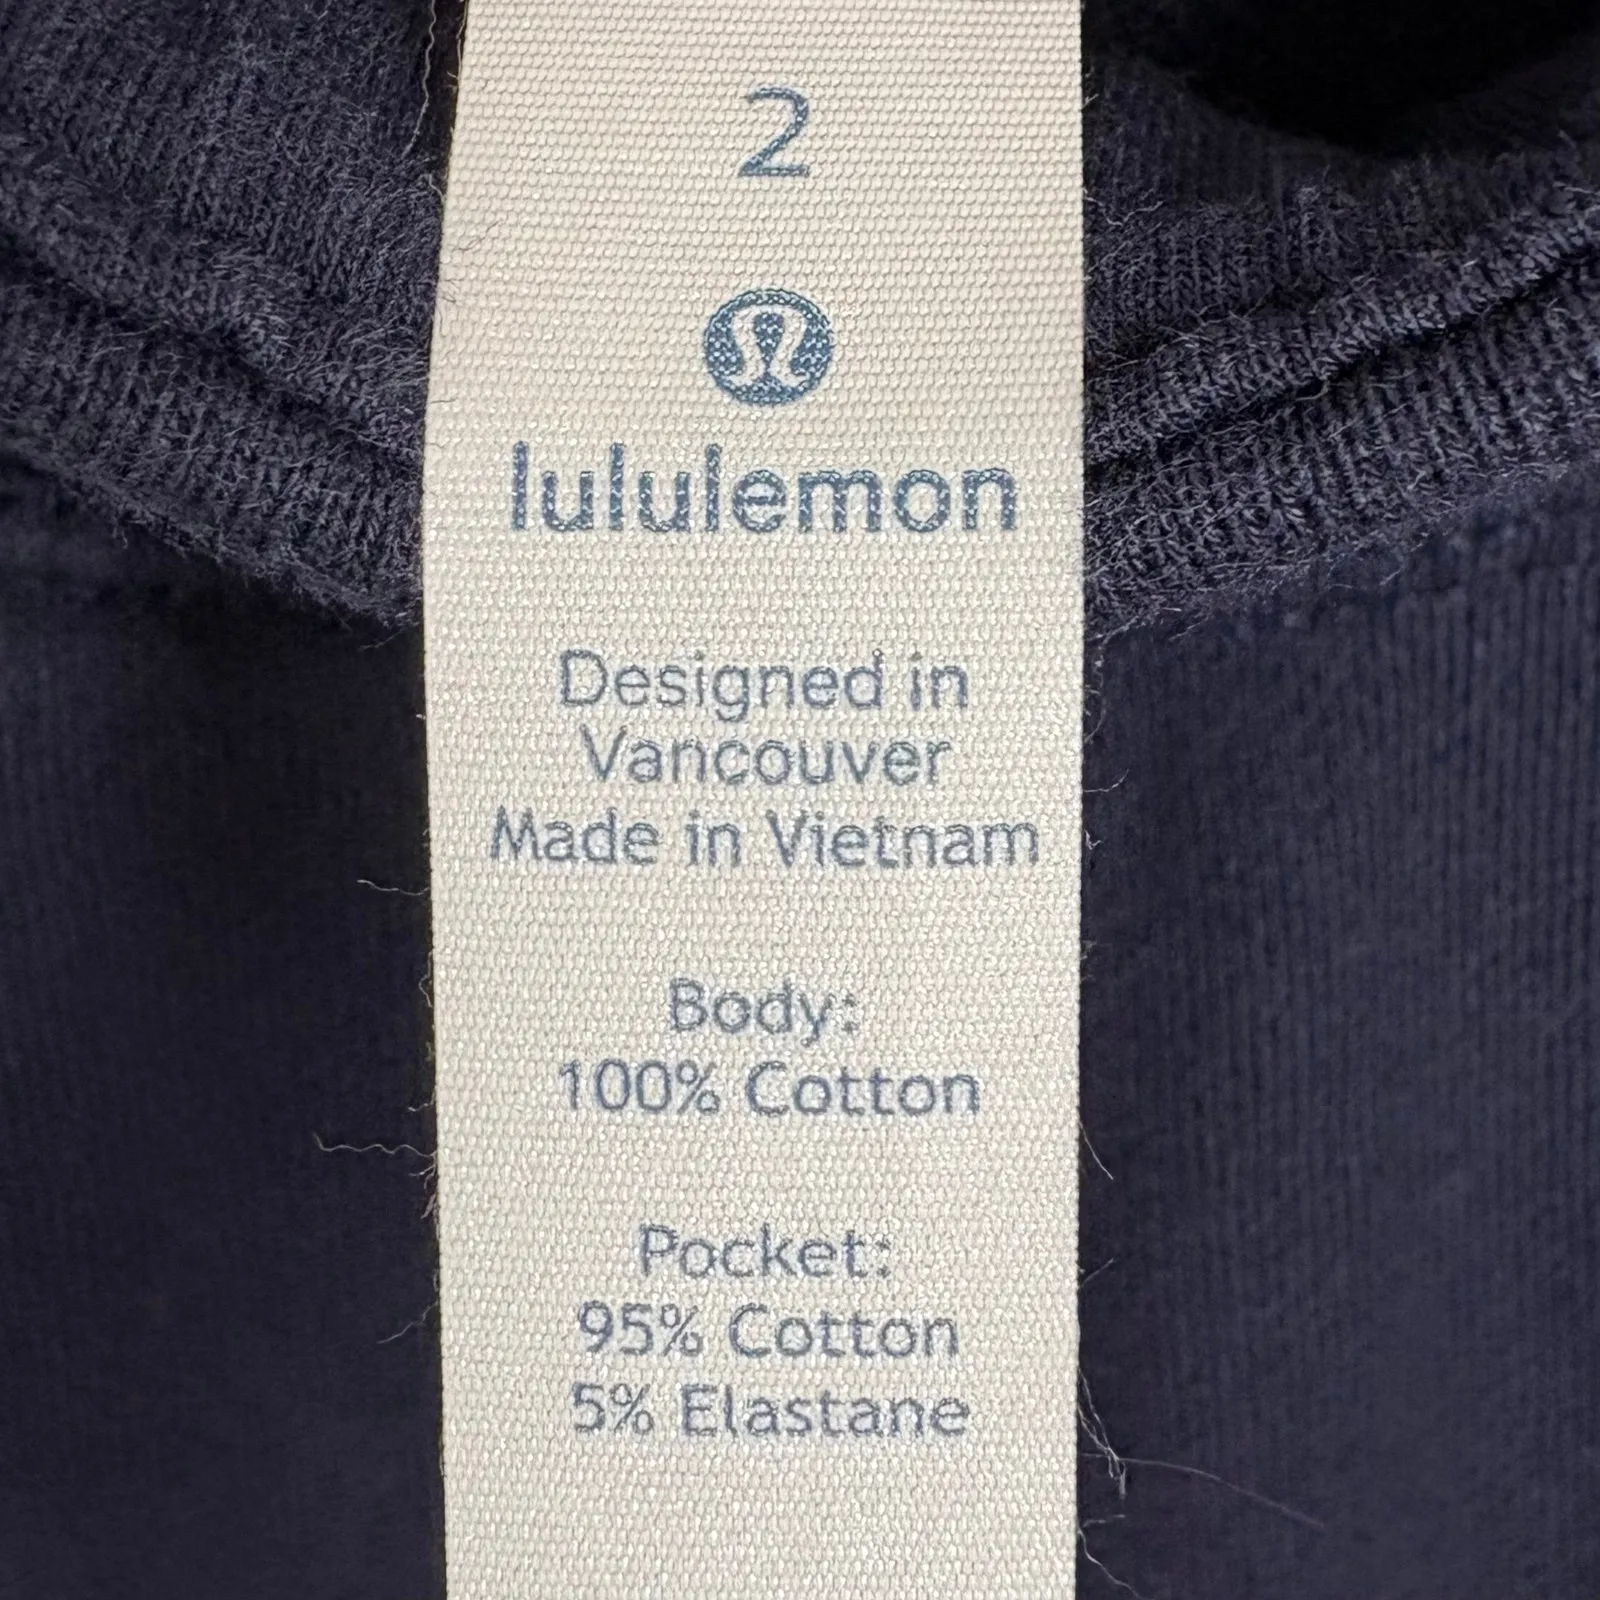 2
lululemon
Designed in
Vancouver
Made in Vietnam
Body:
100% Cotton
Pocket:
95% Cotton
5% Elastane